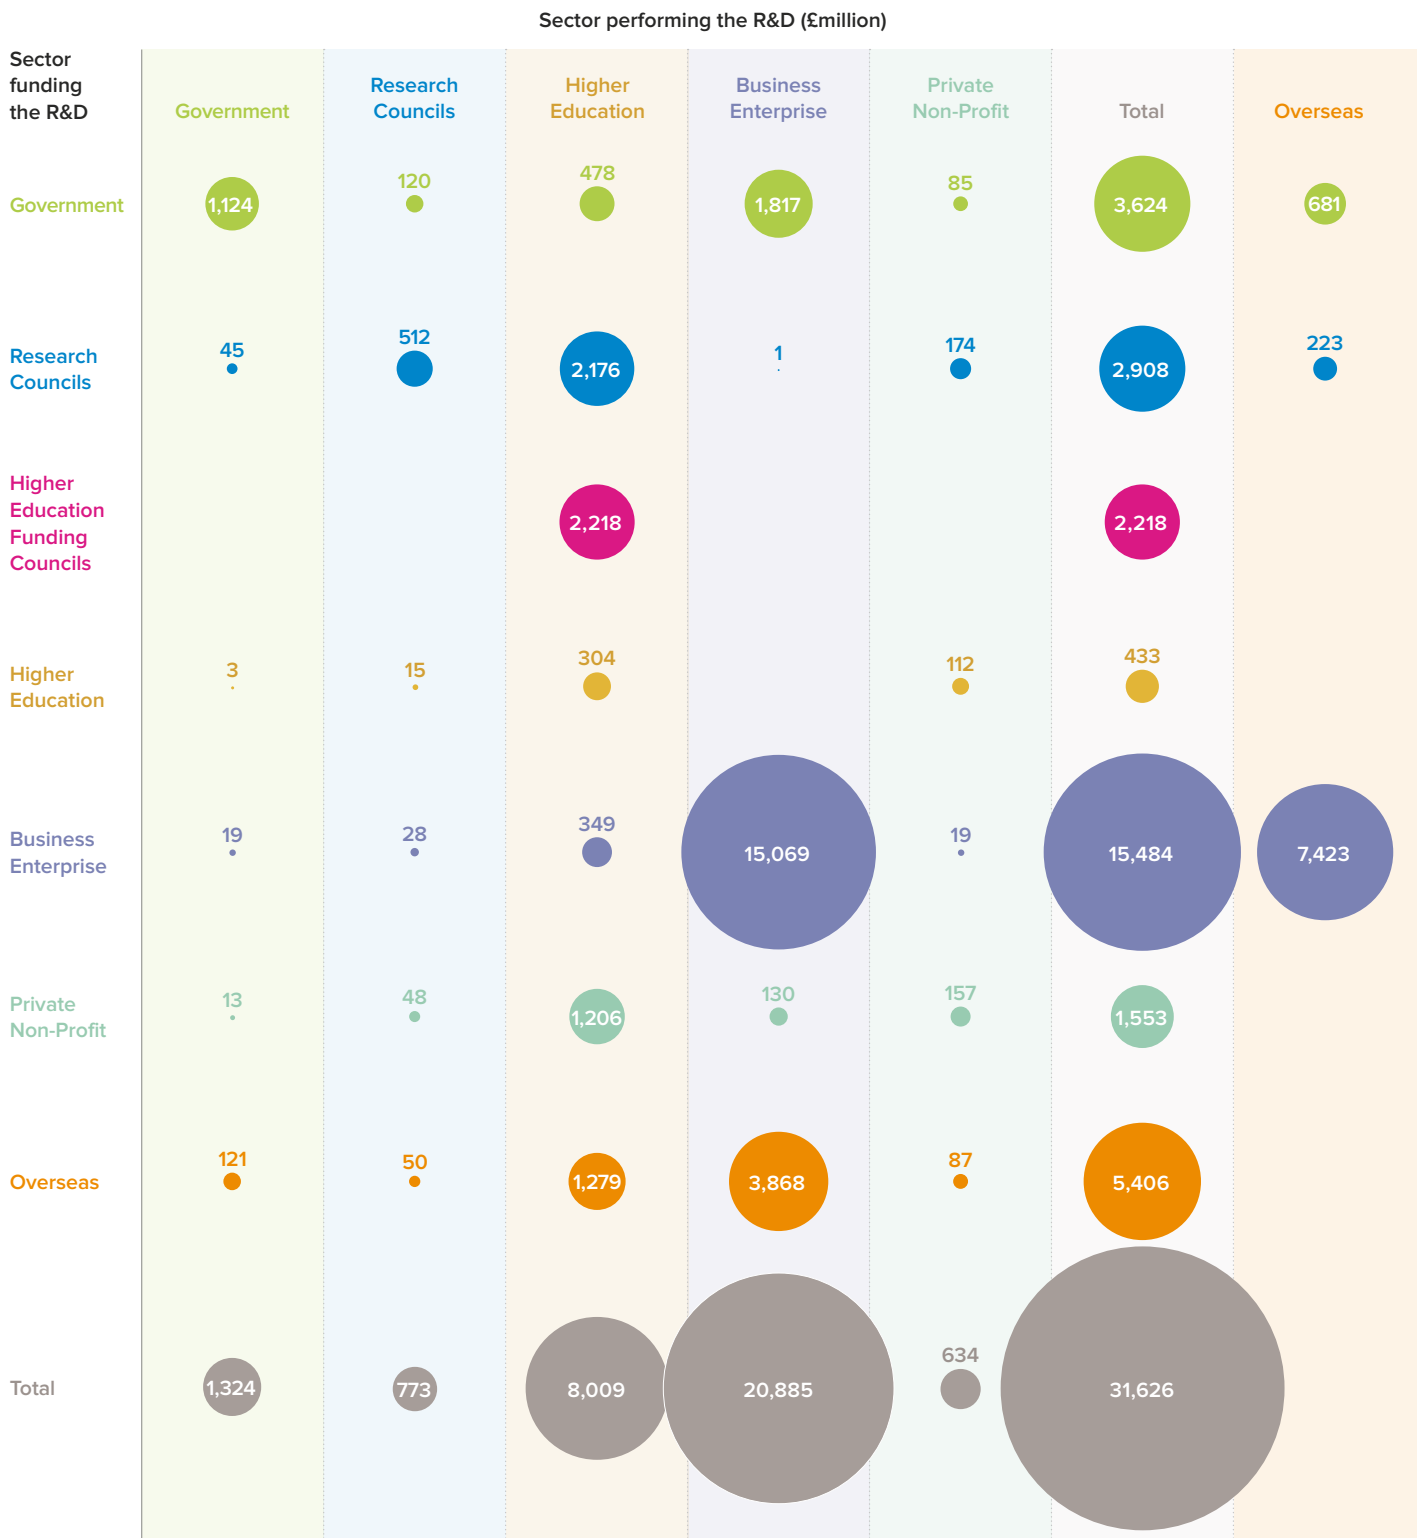 Sector performing the R&D (£million)
Sector
funding
the R&D
Government
Research
Councils
Higher
Education
Business
Enterprise
Private
Non-Profit
Total
Overseas
Government
1,124
120
478
1,817
85
3,624
681
Research
Councils
45
512
2,176
1
174
2,908
223
Higher
Education
Funding
Councils
2,218
2,218
Higher
Education
3
15
304
112
433
Business
Enterprise
19
28
349
15,069
19
15,484
7,423
Private
Non-Profit
13
48
1,206
130
157
1,553
Overseas
121
50
1,279
3,868
87
5,406
Total
1,324
773
8,009
20,885
634
31,626